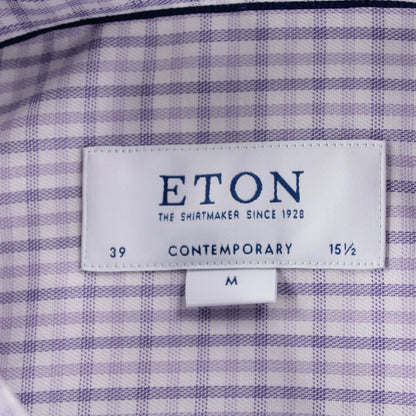 ETON
THE SHIRTMAKER SINCE 1928
39 CONTEMPORARY 15½
M